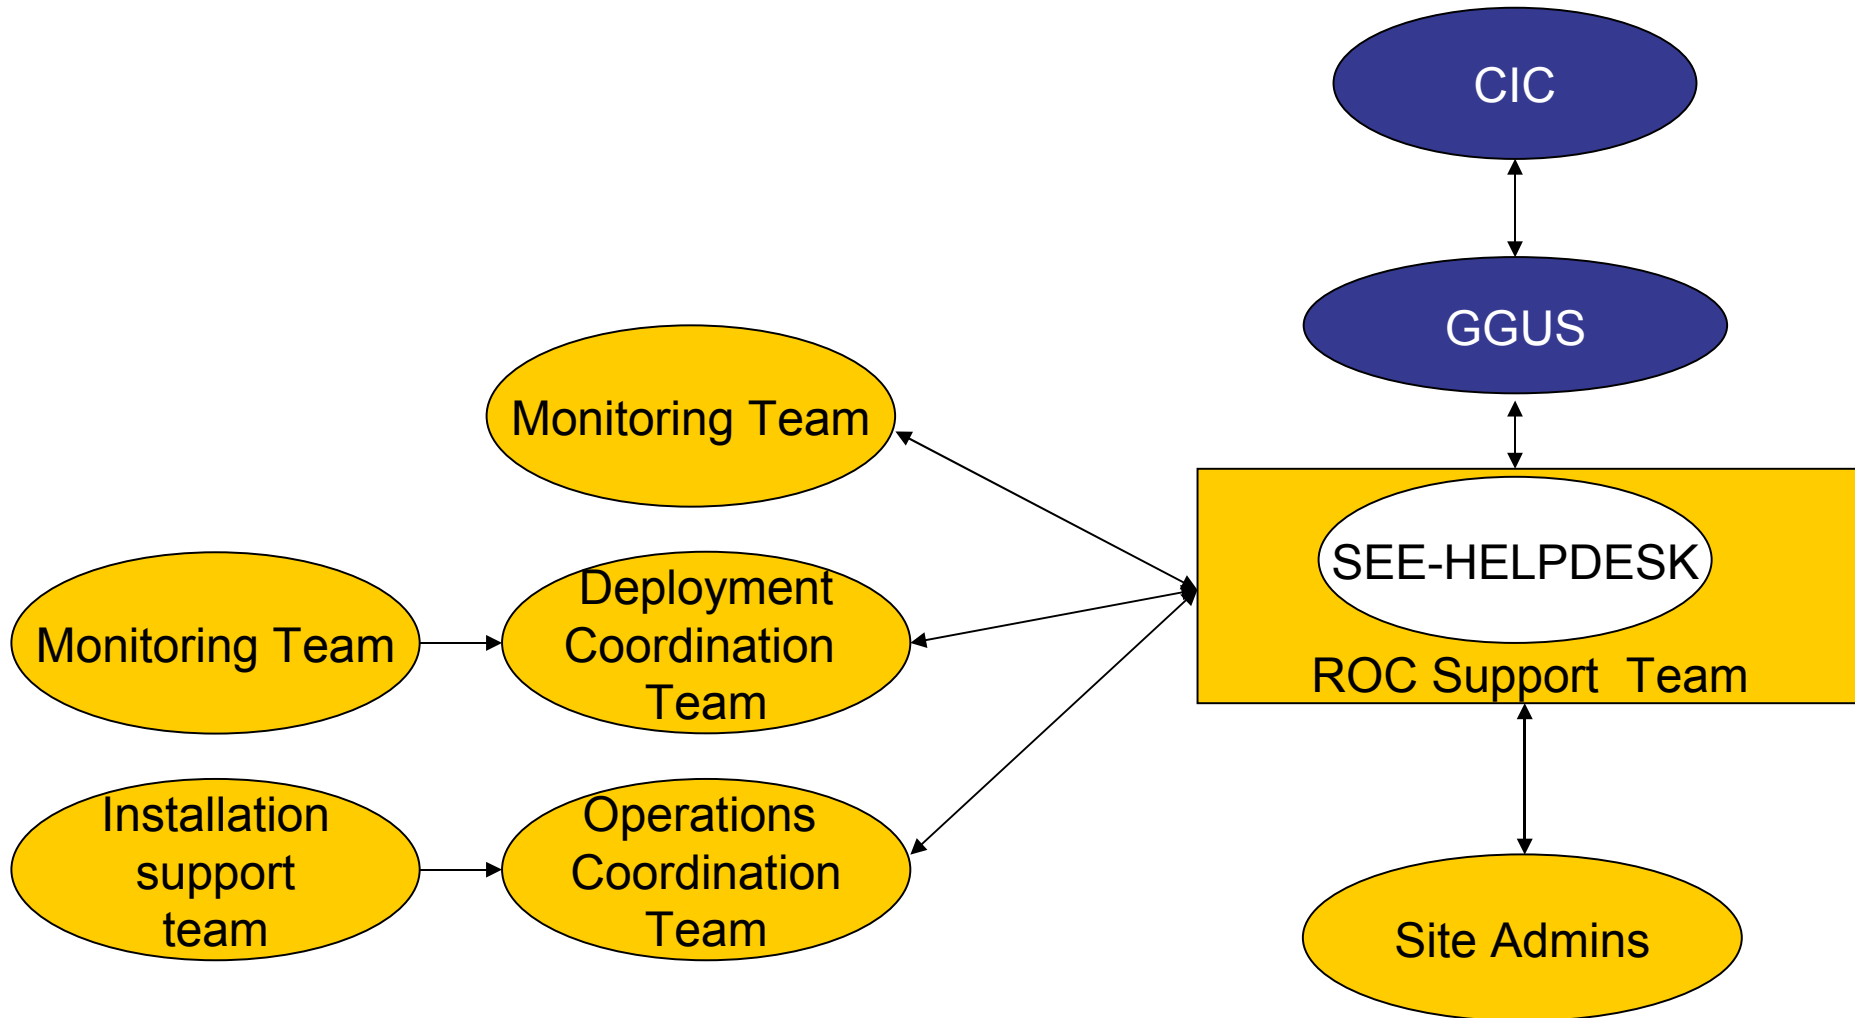 CIC
GGUS
Monitoring Team
SEE-HELPDESK
ROC Support  Team
Monitoring Team
Deployment
Coordination
Team
Installation
support
team
Operations
Coordination
Team
Site Admins